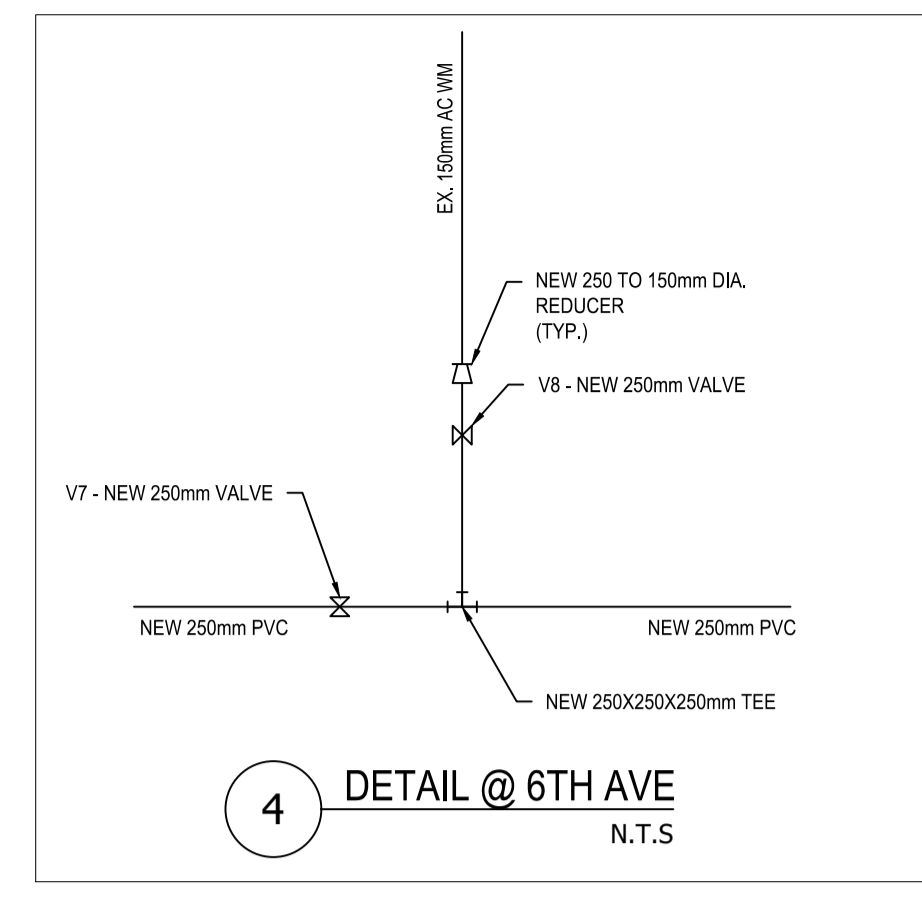 EX. 150mm AC WM
NEW 250 TO 150mm DIA.
REDUCER
(TYP.)
V8 - NEW 250mm VALVE
V7 - NEW 250mm VALVE
NEW 250mm PVC
NEW 250mm PVC
NEW 250X250X250mm TEE
4
DETAIL @ 6TH AVE
N.T.S